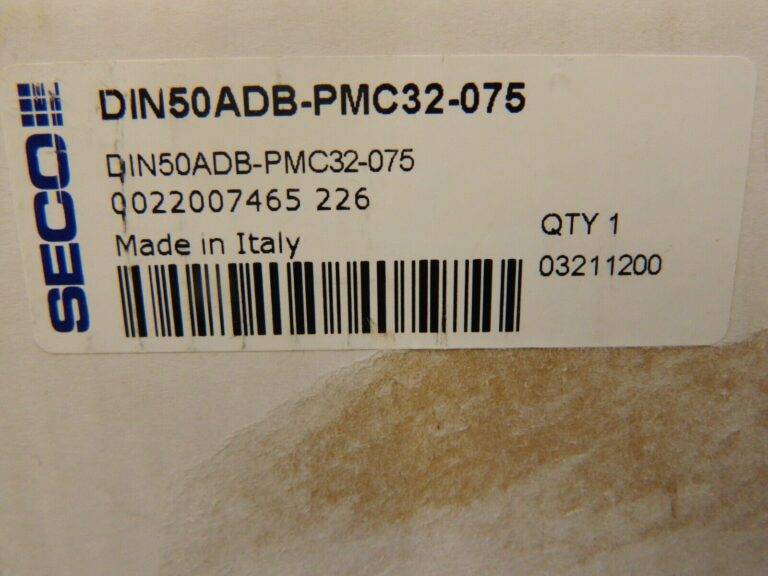 SECO
DIN50ADB-PMC32-075
DIN50ADB-PMC32-075
0022007465 226
Made in Italy
QTY 1
03211200